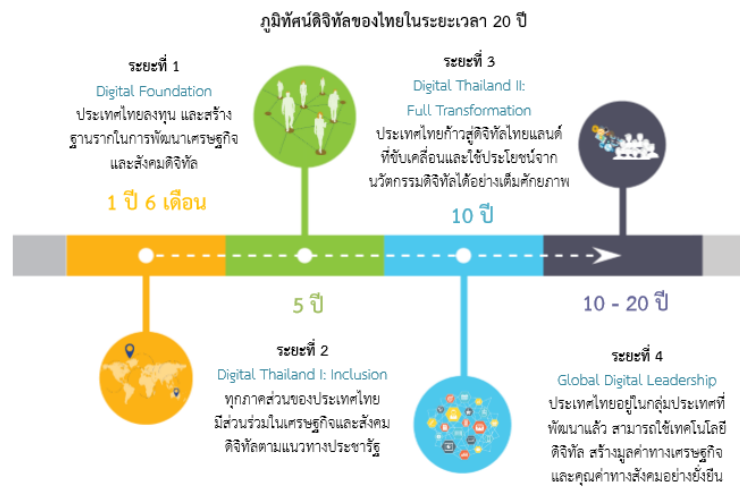 ภูมิทัศน์ดิจิทัลของไทยในระยะเวลา 20 ปี
ระยะที่ 1
Digital Foundation
ประเทศไทยลงทุน และสร้าง
ฐานรากในการพัฒนาเศรษฐกิจ
และสังคมดิจิทัล
1 ปี 6 เดือน
5 ปี
ระยะที่ 2
Digital Thailand I: Inclusion
ทุกภาคส่วนของประเทศไทย
มีส่วนร่วมในเศรษฐกิจและสังคม
ดิจิทัลตามแนวทางประชารัฐ
ระยะที่ 3
Digital Thailand II:
Full Transformation
ประเทศไทยก้าวสู่ดิจิทัลไทยแลนด์
ที่ขับเคลื่อนและใช้ประโยชน์จาก
นวัตกรรมดิจิทัลได้อย่างเต็มศักยภาพ
10 ปี
10 - 20 ปี
ระยะที่ 4
Global Digital Leadership
ประเทศไทยอยู่ในกลุ่มประเทศที่
พัฒนาแล้ว สามารถใช้เทคโนโลยี
ดิจิทัล สร้างมูลค่าทางเศรษฐกิจ
และคุณค่าทางสังคมอย่างยั่งยืน